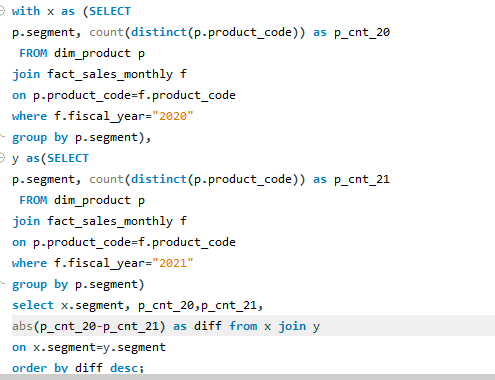 with x as (SELECT
p.segment, count(distinct(p.product_code)) as p_cnt_20
FROM dim_product p
join fact_sales_monthly f
on p.product_code=f.product_code
where f.fiscal_year="2020"
group by p.segment),
y as(SELECT
p.segment, count(distinct(p.product_code)) as p_cnt_21
FROM dim_product p
join fact_sales_monthly f
on p.product_code=f.product_code
where f.fiscal_year="2021"
group by p.segment)
select x.segment, p_cnt_20,p_cnt_21,
abs(p_cnt_20-p_cnt_21) as diff from x join y
on x.segment=y.segment
order by diff desc;